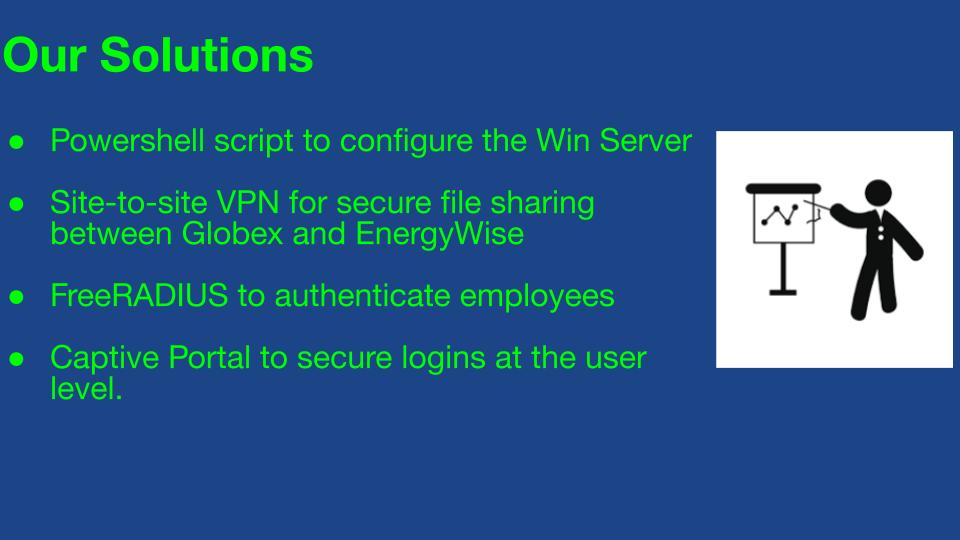 Our Solutions
● Powershell script to configure the Win Server
● Site-to-site VPN for secure file sharing
between Globex and EnergyWise
● FreeRADIUS to authenticate employees
● Captive Portal to secure logins at the user
level.